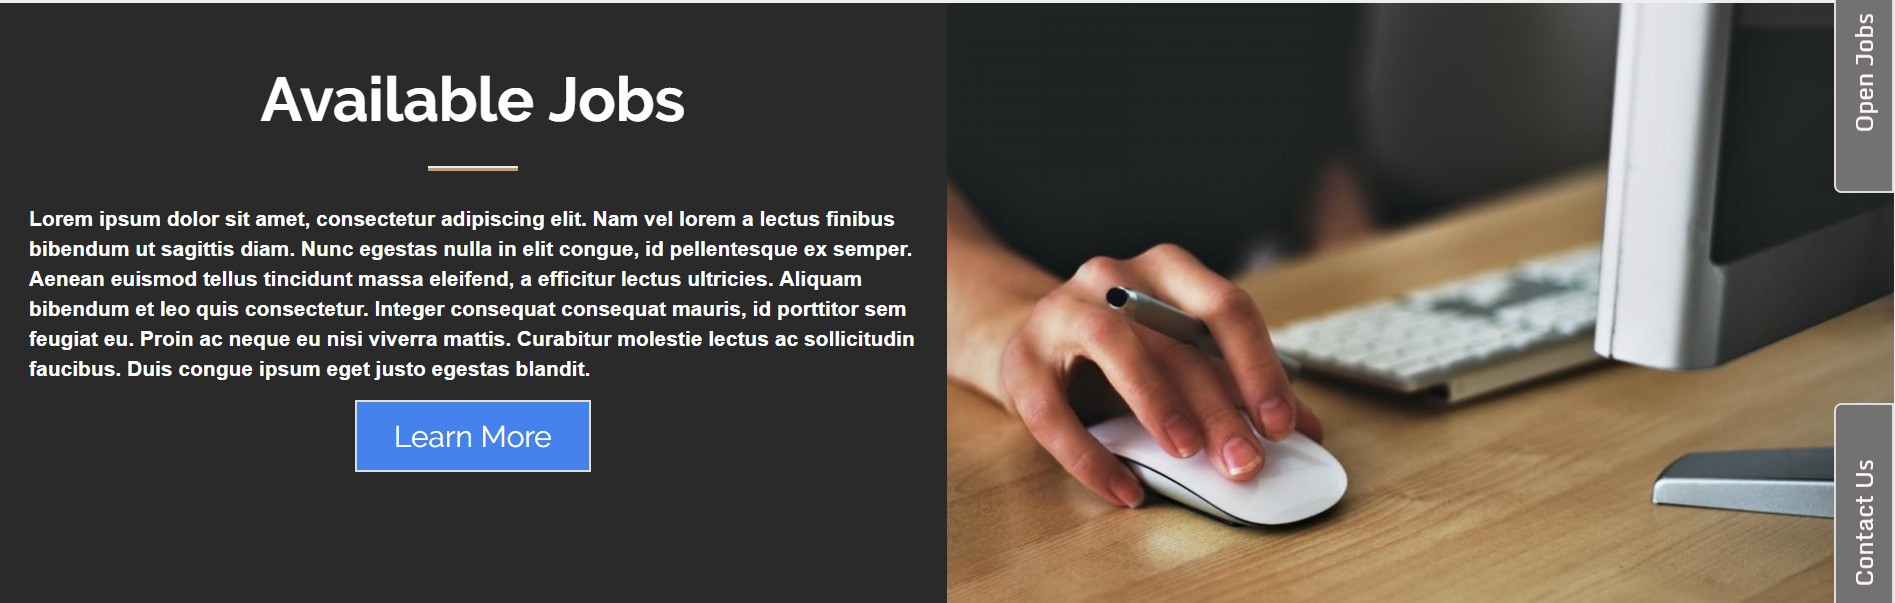 Available Jobs
Lorem ipsum dolor sit amet, consectetur adipiscing elit. Nam vel lorem a lectus finibus
bibendum ut sagittis diam. Nunc egestas nulla in elit congue, id pellentesque ex semper.
Aenean euismod tellus tincidunt massa eleifend, a efficitur lectus ultricies. Aliquam
bibendum et leo quis consectetur. Integer consequat consequat mauris, id porttitor sem
feugiat eu. Proin ac neque eu nisi viverra mattis. Curabitur molestie lectus ac sollicitudin
faucibus. Duis congue ipsum eget justo egestas blandit.
Learn More
Open Jobs
Contact Us